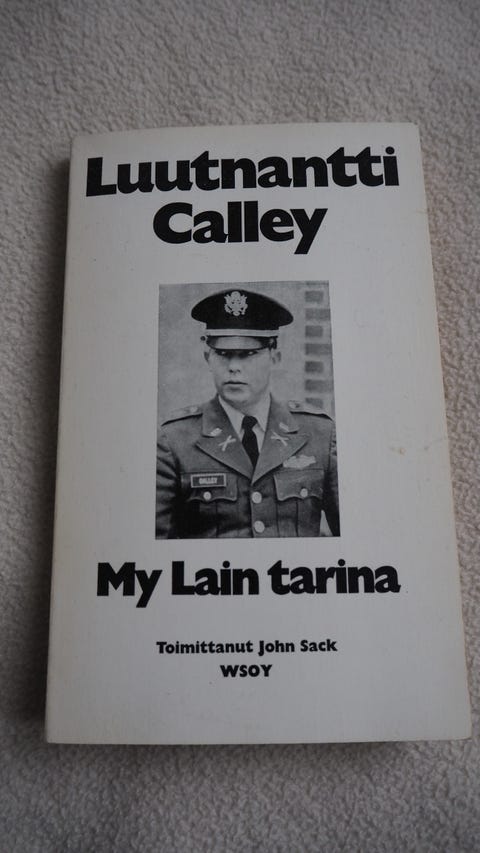 Luutnantti
Calley
CALLEY
My Lain tarina
Toimittanut John Sack
WSOY